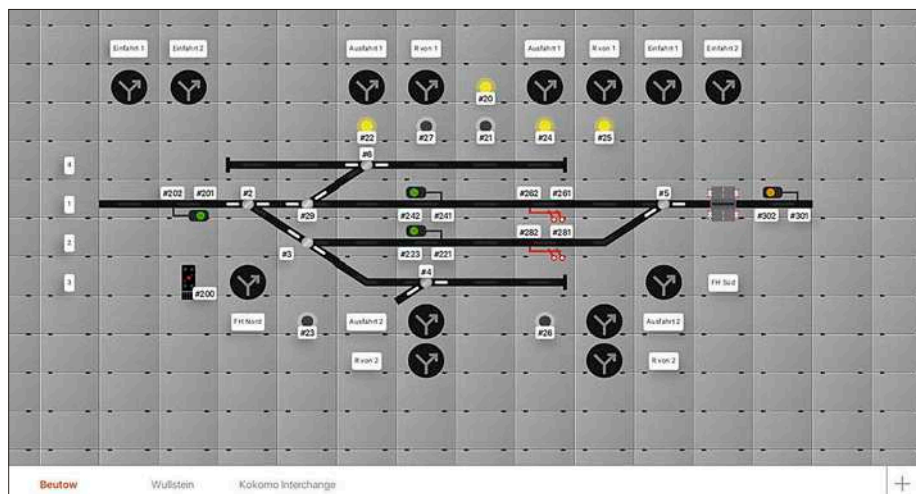 Einfahrt 1
Einfahrt 2
Ausfahrt 1
R von 1
Ausfahrt 1
R von 1
Einfahrt 1
Einfahrt 2
#20
#22
#27
#21
#24
#25
4
#6
#202
#201
#2
#262
#261
#5
1
#29
#242
#241
#302
#301
2
#3
#223
#221
#282
#281
#4
3
#200
FH Süd
FH Nord
#23
Ausfahrt 2
#26
Ausfahrt 2
R von 2
R von 2
Beutow
Wullstein
Kokomo Interchange